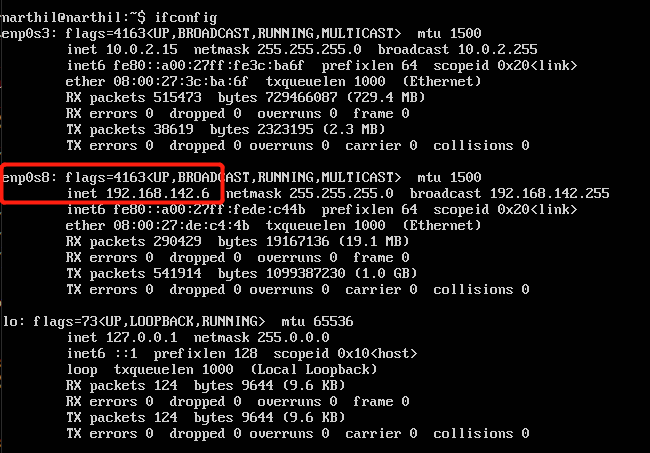 narthil@narthil:~$ ifconfig
enp0s3: flags=4163<UP,BROADCAST,RUNNING,MULTICAST>  mtu 1500
        inet 10.0.2.15  netmask 255.255.255.0  broadcast 10.0.2.255
        inet6 fe80::a00:27ff:fe3c:ba6f  prefixlen 64  scopeid 0x20<link>
        ether 08:00:27:3c:ba:6f  txqueuelen 1000  (Ethernet)
        RX packets 515473  bytes 729466087 (729.4 MB)
        RX errors 0  dropped 0  overruns 0  frame 0
        TX packets 38619  bytes 2323195 (2.3 MB)
        TX errors 0  dropped 0 overruns 0  carrier 0  collisions 0
enp0s8: flags=4163<UP,BROADCAST,RUNNING,MULTICAST>  mtu 1500
        inet 192.168.142.6  netmask 255.255.255.0  broadcast 192.168.142.255
        inet6 fe80::a00:27ff:fede:c44b  prefixlen 64  scopeid 0x20<link>
        ether 08:00:27:de:c4:4b  txqueuelen 1000  (Ethernet)
        RX packets 290429  bytes 19167136 (19.1 MB)
        RX errors 0  dropped 0  overruns 0  frame 0
        TX packets 541914  bytes 1099387230 (1.0 GB)
        TX errors 0  dropped 0 overruns 0  carrier 0  collisions 0
lo: flags=73<UP,LOOPBACK,RUNNING>  mtu 65536
        inet 127.0.0.1  netmask 255.0.0.0
        inet6 ::1  prefixlen 128  scopeid 0x10<host>
        loop  txqueuelen 1000  (Local Loopback)
        RX packets 124  bytes 9644 (9.6 KB)
        RX errors 0  dropped 0  overruns 0  frame 0
        TX packets 124  bytes 9644 (9.6 KB)
        TX errors 0  dropped 0 overruns 0  carrier 0  collisions 0